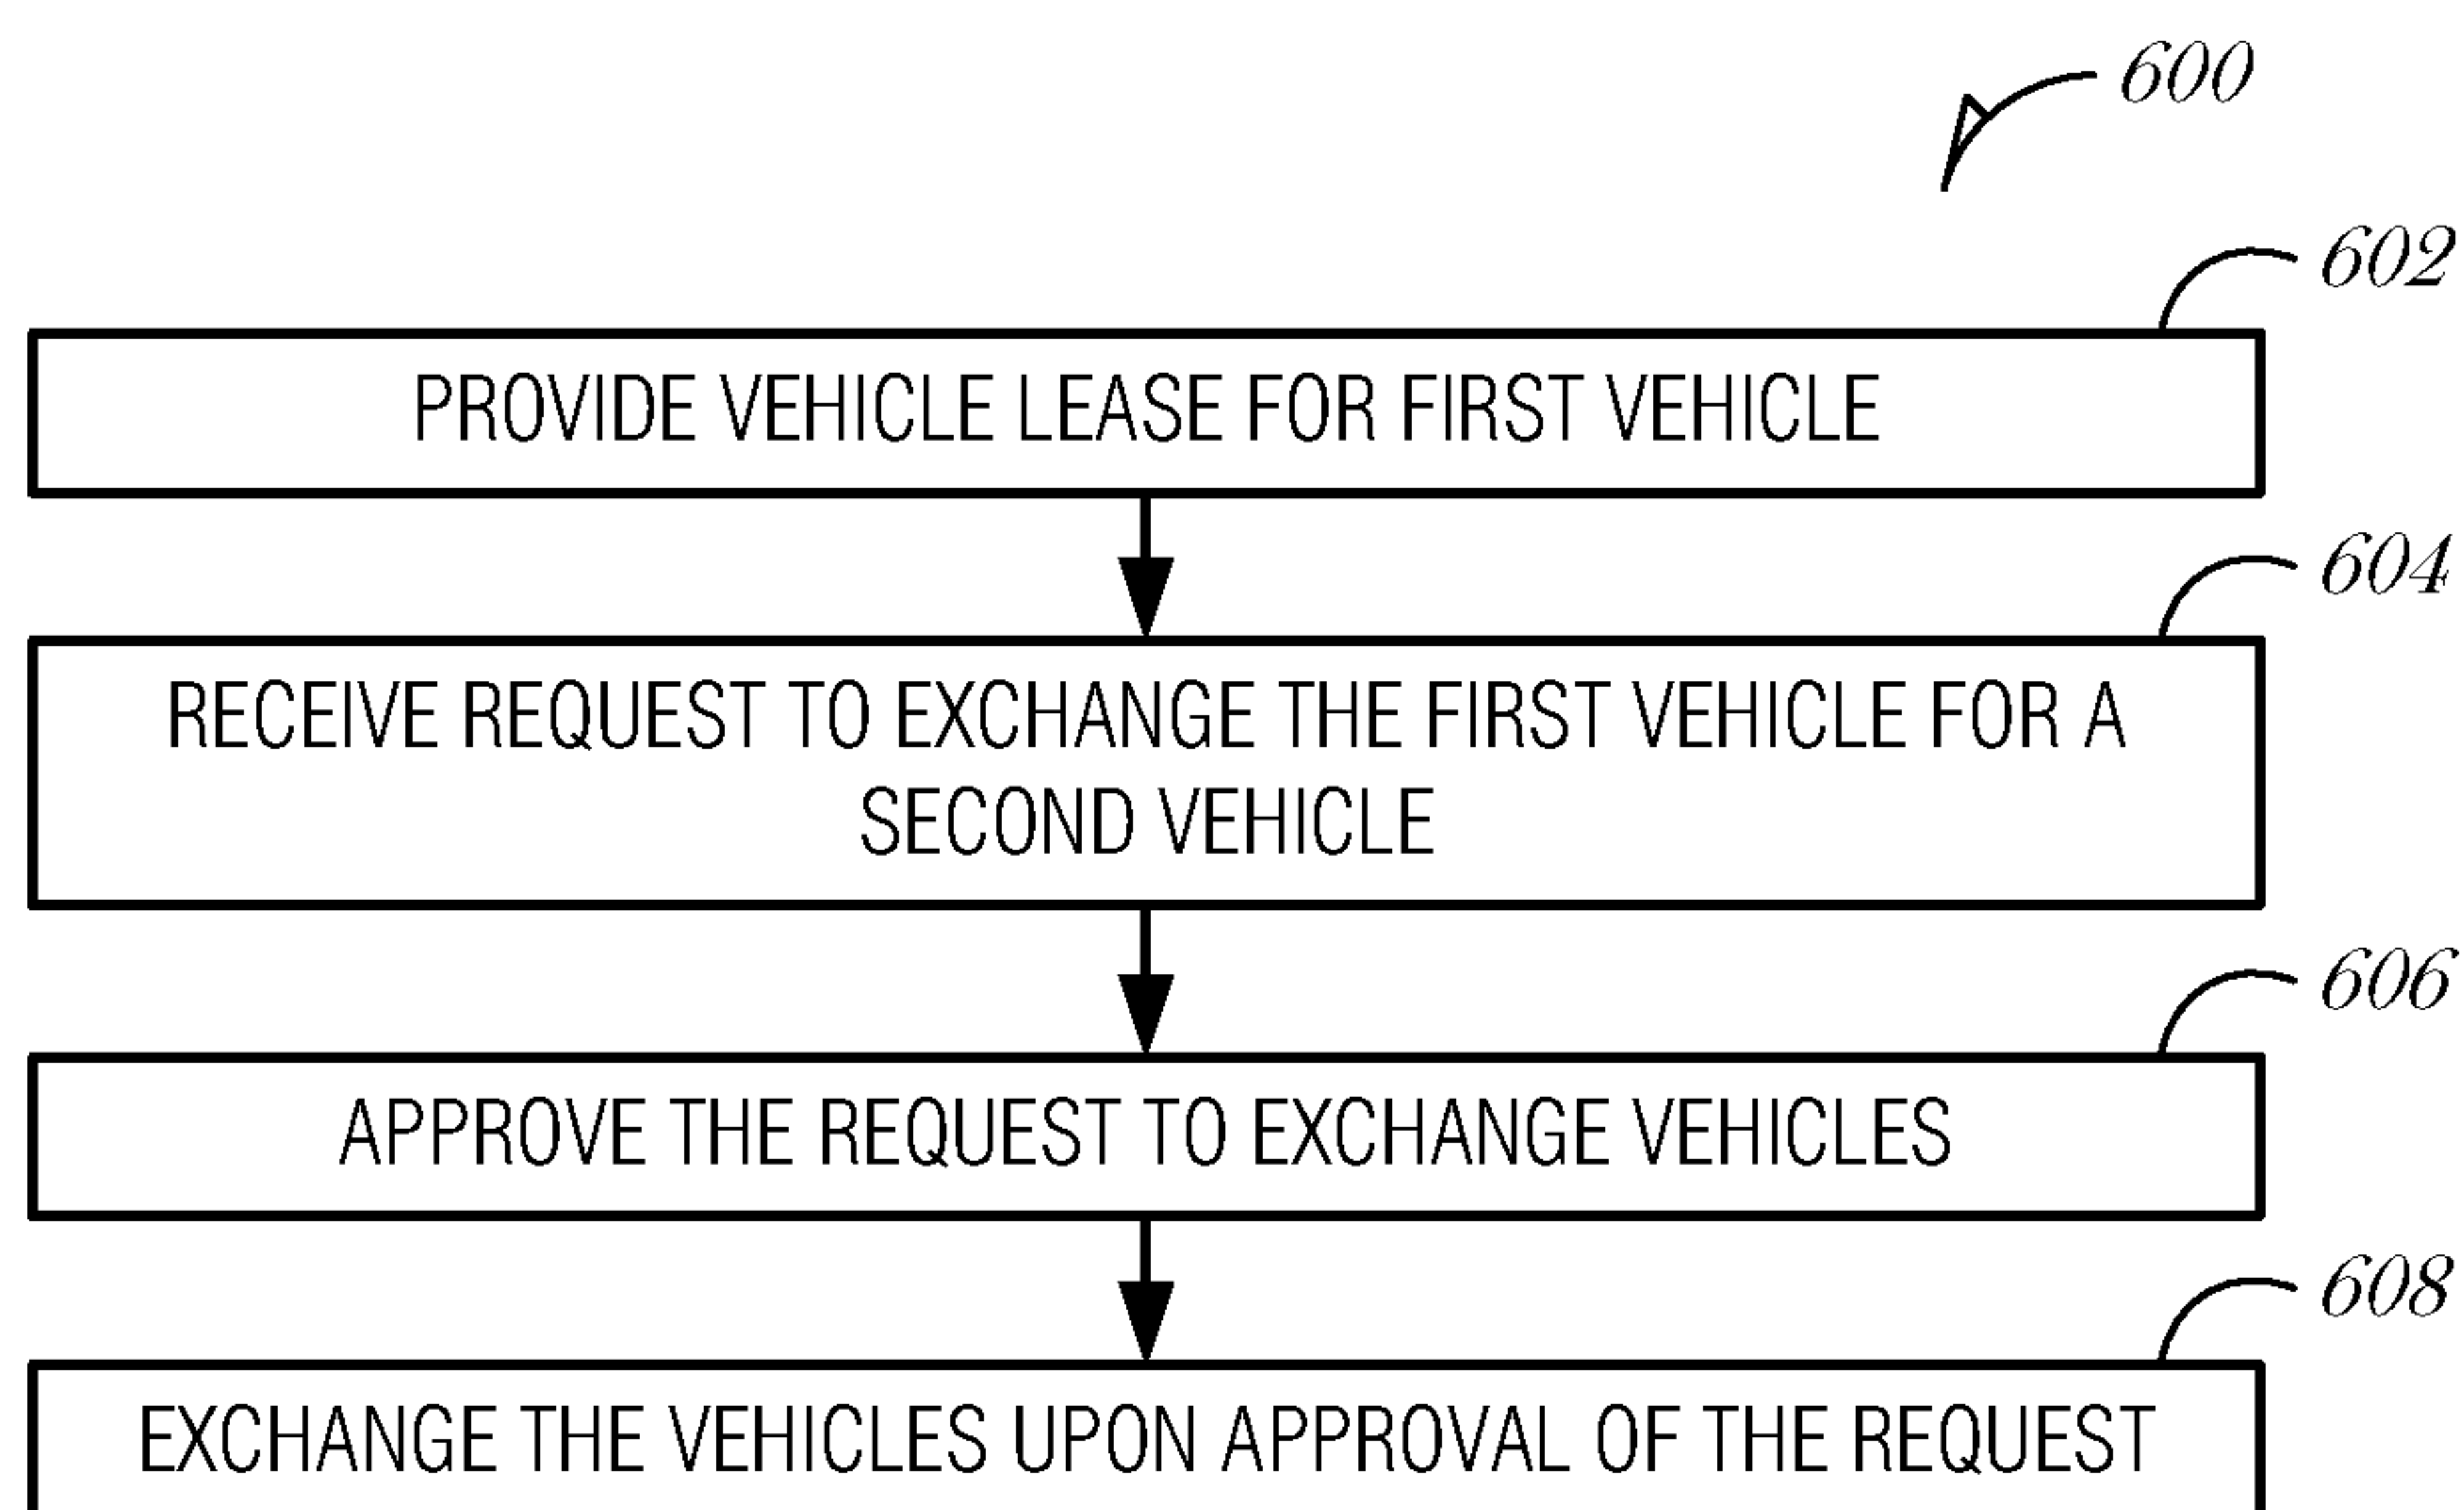 600
602
PROVIDE VEHICLE LEASE FOR FIRST VEHICLE
604
RECEIVE REQUEST TO EXCHANGE THE FIRST VEHICLE FOR A
SECOND VEHICLE
606
APPROVE THE REQUEST TO EXCHANGE VEHICLES
608
EXCHANGE THE VEHICLES UPON APPROVAL OF THE REQUEST